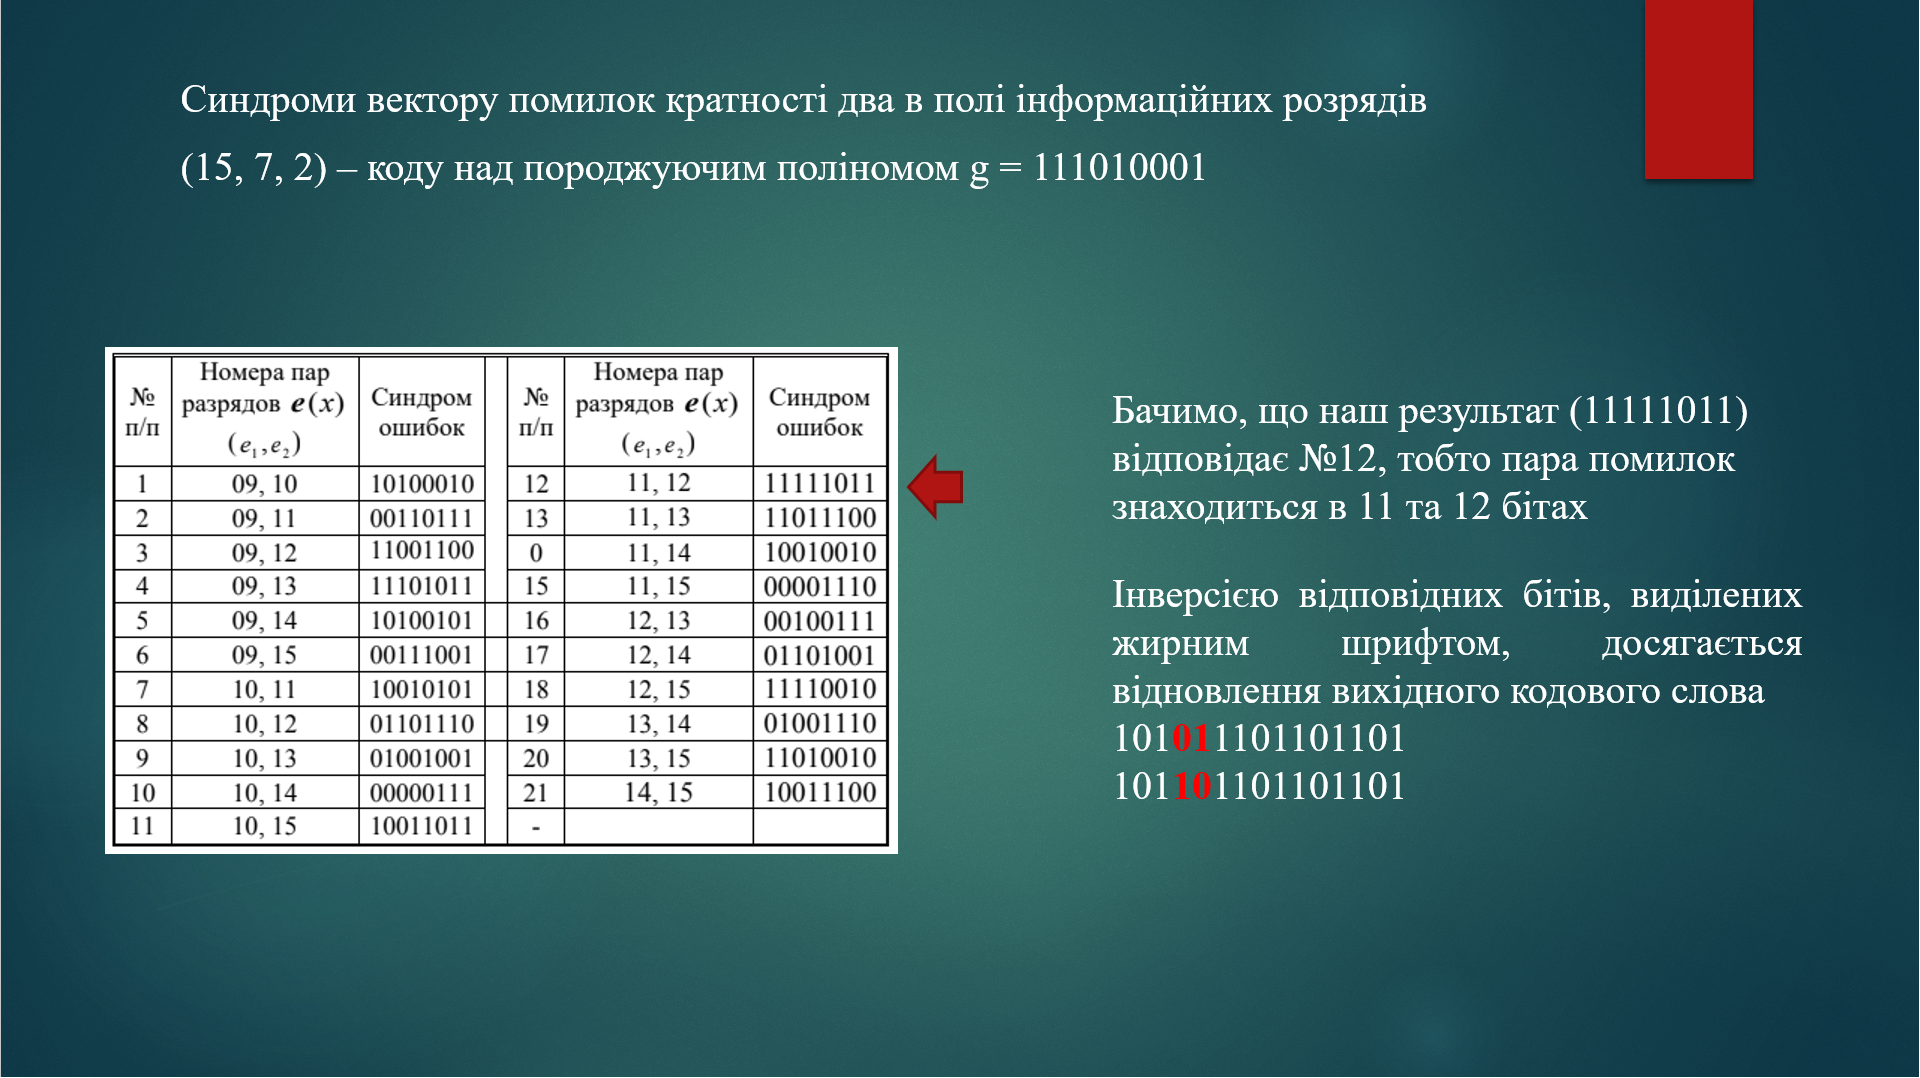 Синдроми вектору помилок кратності два в полі інформаційних розрядів
(15, 7, 2) – коду над породжуючим поліномом g = 111010001
№ п/п Номера пар разрядов e(x) (e₁,e₂) Синдром ошибок № п/п Номера пар разрядов e(x) (e₁,e₂) Синдром ошибок
1 09, 10 10100010 12 11, 12 11111011
2 09, 11 00110111 13 11, 13 11011100
3 09, 12 11001100 0 11, 14 10010010
4 09, 13 11101011 15 11, 15 00001110
5 09, 14 10100101 16 12, 13 00100111
6 09, 15 00111001 17 12, 14 01101001
7 10, 11 10010101 18 12, 15 11110010
8 10, 12 01101110 19 13, 14 01001110
9 10, 13 01001001 20 13, 15 11010010
10 10, 14 00000111 21 14, 15 10011100
11 10, 15 10011011 -
Бачимо, що наш результат (11111011)
відповідає №12, тобто пара помилок
знаходиться в 11 та 12 бітах
Інверсією відповідних бітів, виділених
жирним шрифтом, досягається
відновлення вихідного кодового слова
101011101101101
101101101101101